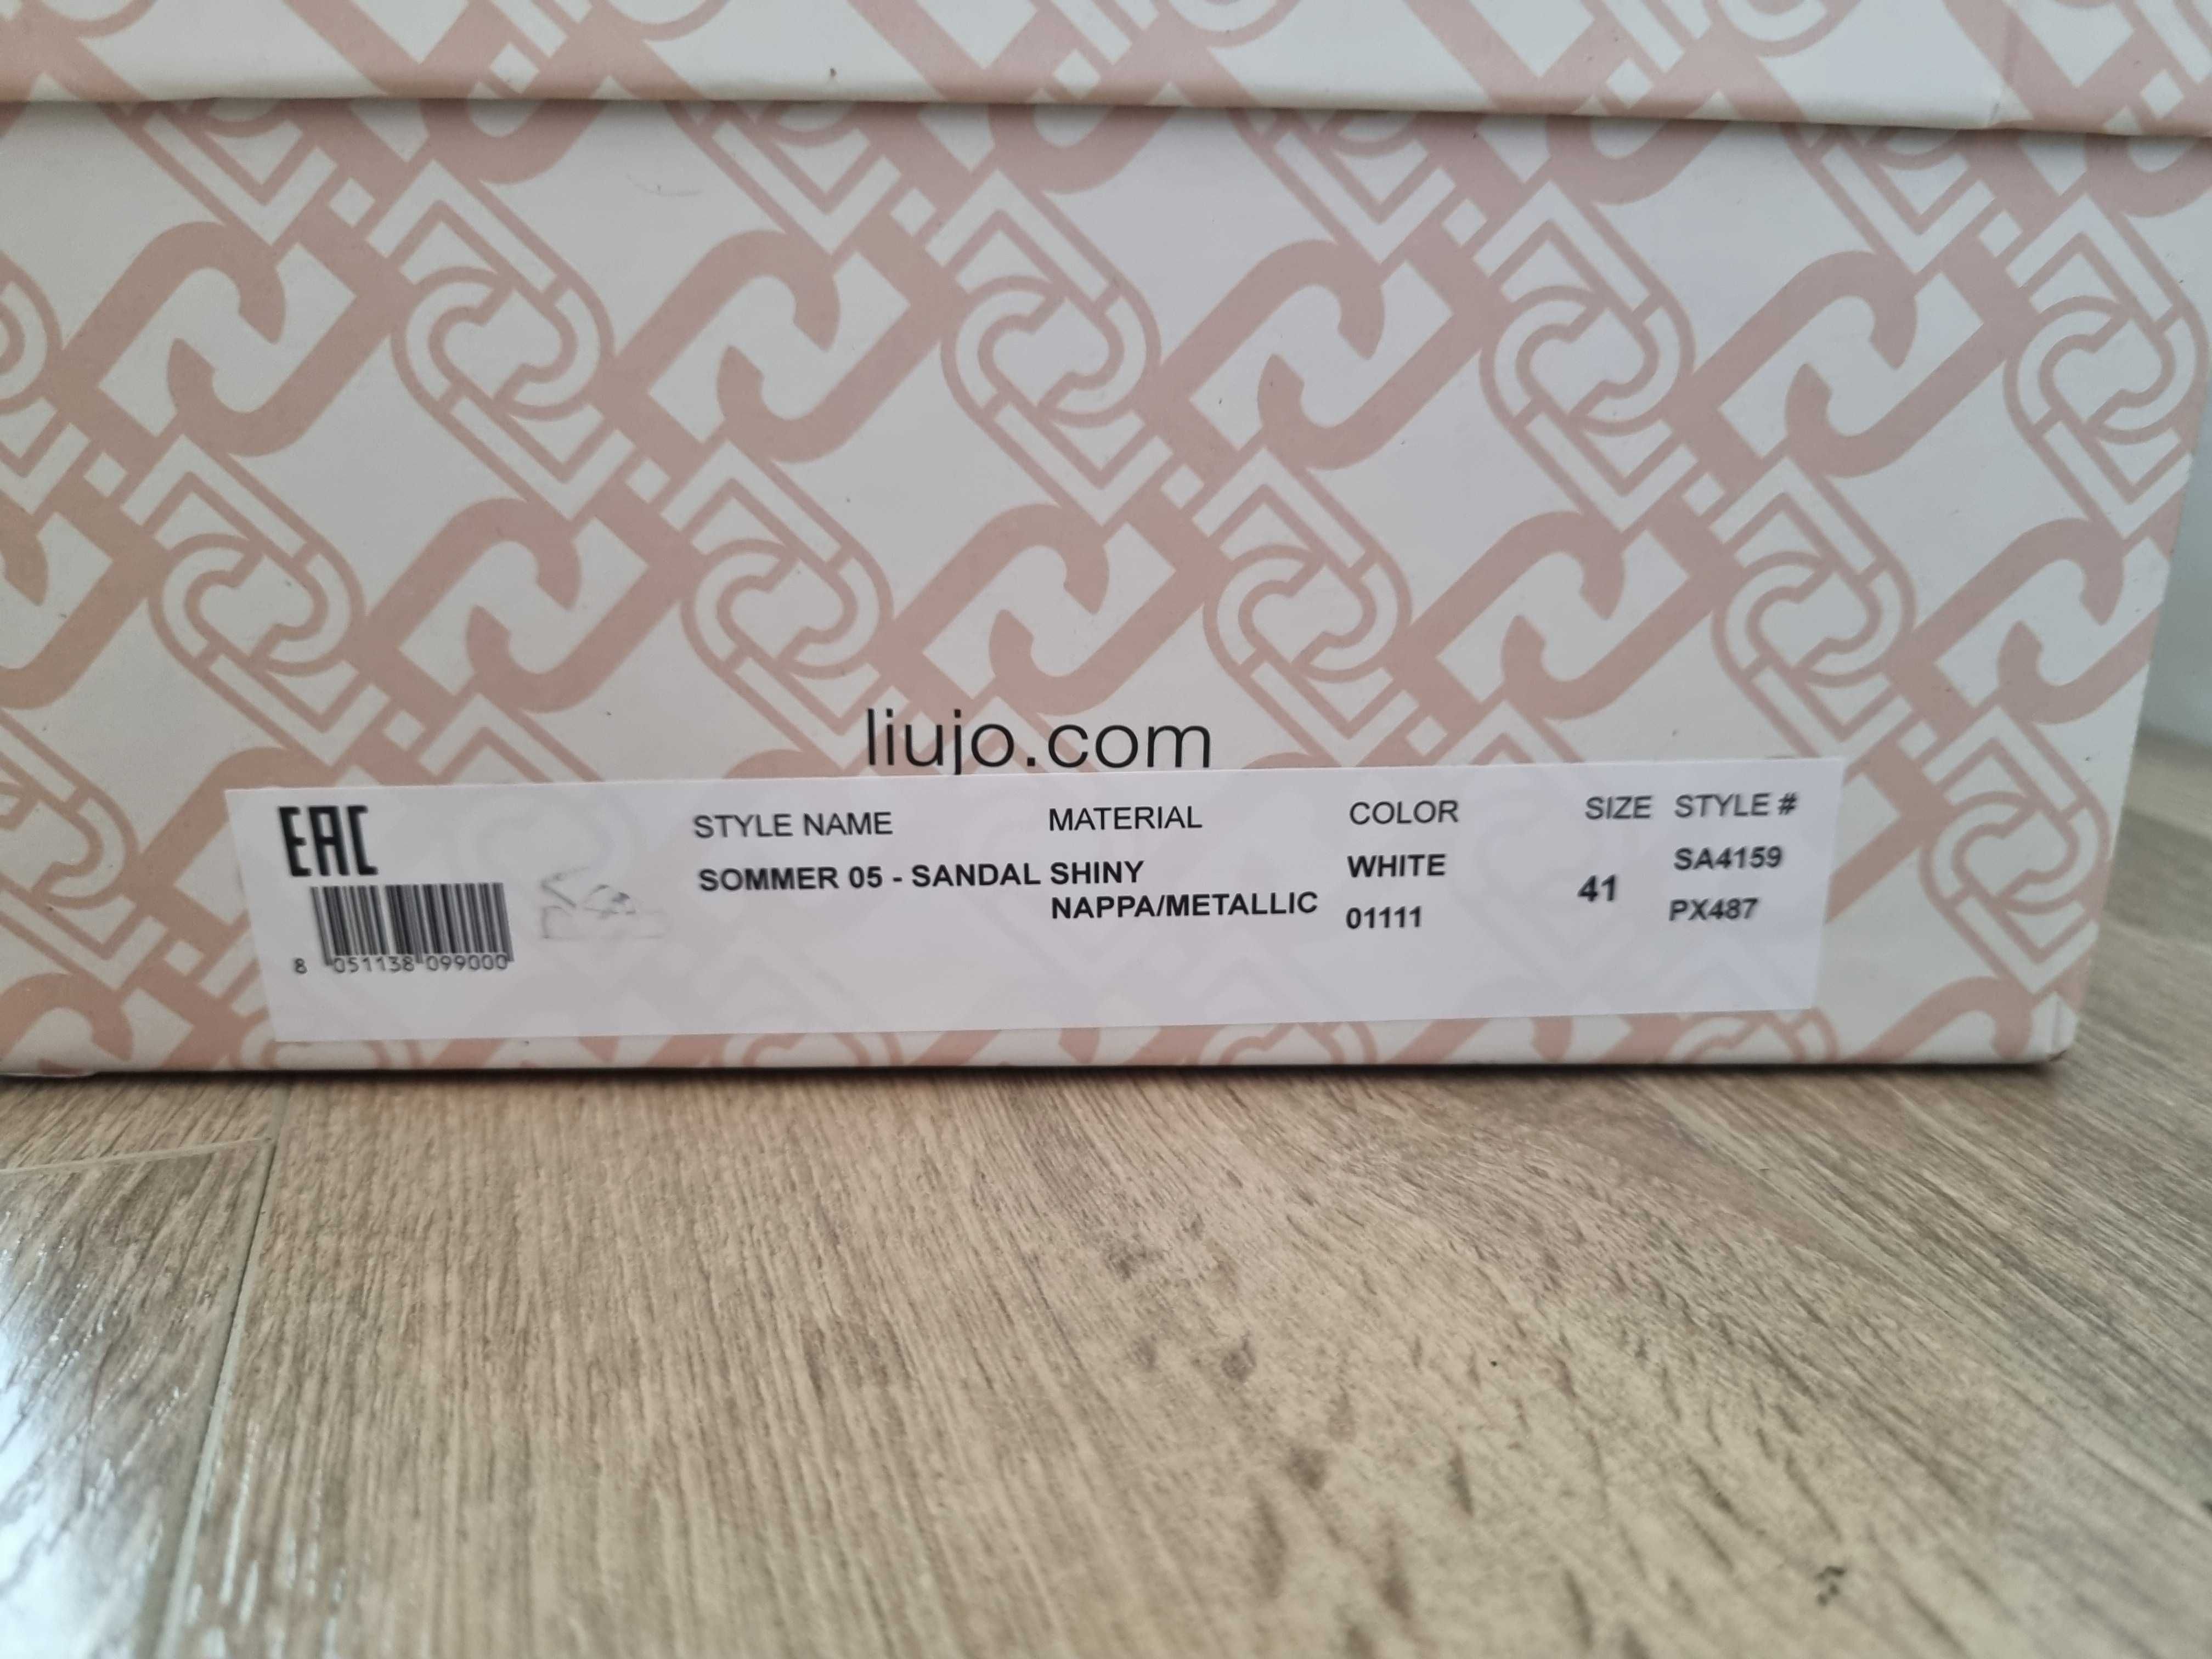 liujo.com
EAC
STYLE NAME MATERIAL COLOR SIZE STYLE #
SOMMER 05 - SANDAL SHINY WHITE 41 SA4159
NAPPA/METALLIC 01111 PX487
8 051138 099000